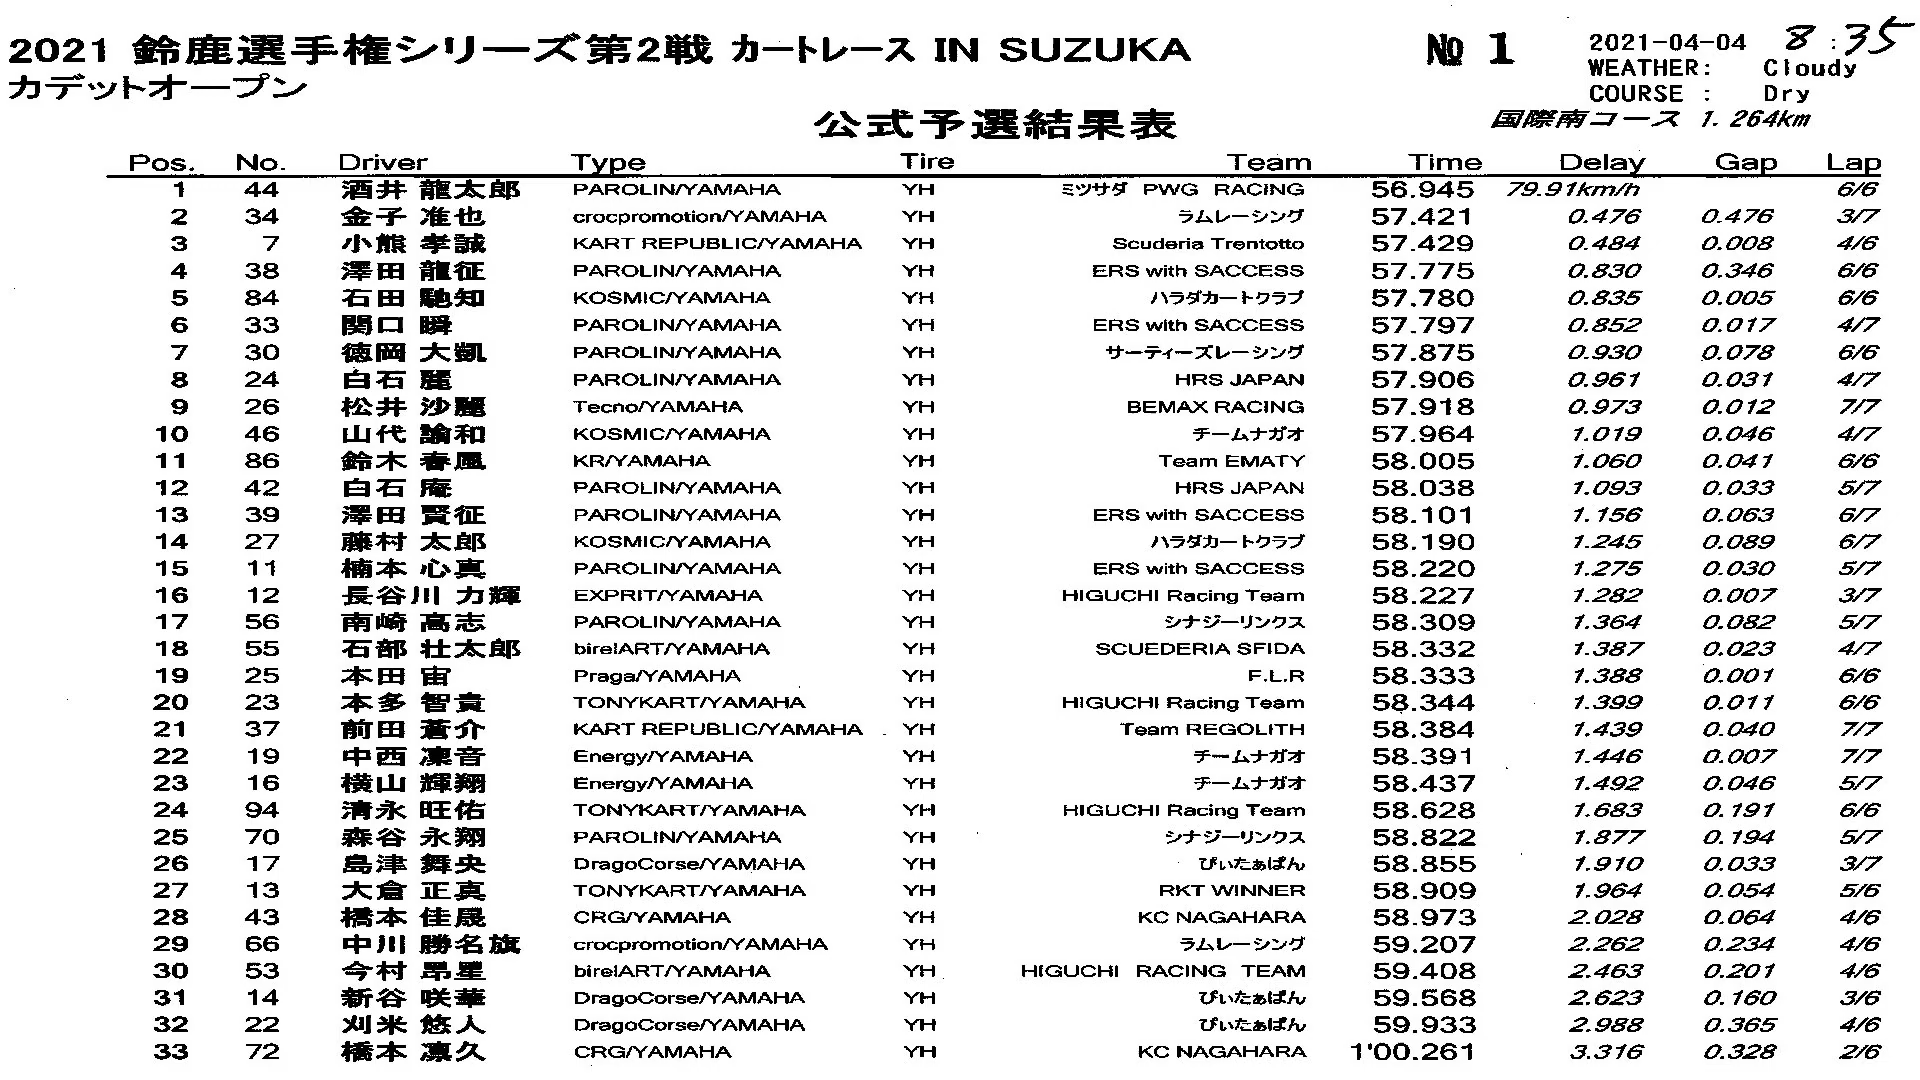 2021 鈴鹿選手権シリーズ第2戦 カートレース IN SUZUKA
№ 1
2021-04-04 8:35
カデットオープン
WEATHER: Cloudy
COURSE : Dry
公式予選結果表
国際南コース 1.264km
Pos. No. Driver Type Tire Team Time Delay Gap Lap
1 44 酒井 龍太郎 PAROLIN/YAMAHA YH ミツサダ PWG RACING 56.945 79.91km/h 6/6
2 34 金子 准也 crocpromotion/YAMAHA YH ラムレーシング 57.421 0.476 0.476 3/7
3 7 小熊 孝誠 KART REPUBLIC/YAMAHA YH Scuderia Trentotto 57.429 0.484 0.008 4/6
4 38 澤田 龍征 PAROLIN/YAMAHA YH ERS with SACCESS 57.775 0.830 0.346 6/6
5 84 石田 馳知 KOSMIC/YAMAHA YH ハラダカートクラブ 57.780 0.835 0.005 6/6
6 33 関口 瞬 PAROLIN/YAMAHA YH ERS with SACCESS 57.797 0.852 0.017 4/7
7 30 徳岡 大凱 PAROLIN/YAMAHA YH サーティーズレーシング 57.875 0.930 0.078 6/6
8 24 白石 麗 PAROLIN/YAMAHA YH HRS JAPAN 57.906 0.961 0.031 4/7
9 26 松井 沙麗 Tecno/YAMAHA YH BEMAX RACING 57.918 0.973 0.012 7/7
10 46 山代 諭和 KOSMIC/YAMAHA YH チームナガオ 57.964 1.019 0.046 4/7
11 86 鈴木 春風 KR/YAMAHA YH Team EMATY 58.005 1.060 0.041 6/6
12 42 白石 庵 PAROLIN/YAMAHA YH HRS JAPAN 58.038 1.093 0.033 5/7
13 39 澤田 賢征 PAROLIN/YAMAHA YH ERS with SACCESS 58.101 1.156 0.063 6/7
14 27 藤村 太郎 KOSMIC/YAMAHA YH ハラダカートクラブ 58.190 1.245 0.089 6/7
15 11 楠本 心真 PAROLIN/YAMAHA YH ERS with SACCESS 58.220 1.275 0.030 5/7
16 12 長谷川 力輝 EXPRIT/YAMAHA YH HIGUCHI Racing Team 58.227 1.282 0.007 3/7
17 56 南崎 高志 PAROLIN/YAMAHA YH シナジーリンクス 58.309 1.364 0.082 5/7
18 55 石部 壮太郎 birelART/YAMAHA YH SCUEDERIA SFIDA 58.332 1.387 0.023 4/7
19 25 本田 宙 Praga/YAMAHA YH F.L.R 58.333 1.388 0.001 6/6
20 23 本多 智貴 TONYKART/YAMAHA YH HIGUCHI Racing Team 58.344 1.399 0.011 6/6
21 37 前田 蒼介 KART REPUBLIC/YAMAHA YH Team REGOLITH 58.384 1.439 0.040 7/7
22 19 中西 凜音 Energy/YAMAHA YH チームナガオ 58.391 1.446 0.007 7/7
23 16 横山 輝翔 Energy/YAMAHA YH チームナガオ 58.437 1.492 0.046 5/7
24 94 清永 旺佑 TONYKART/YAMAHA YH HIGUCHI Racing Team 58.628 1.683 0.191 6/6
25 70 森谷 永翔 PAROLIN/YAMAHA YH シナジーリンクス 58.822 1.877 0.194 5/7
26 17 島津 舞央 DragoCorse/YAMAHA YH ぴぃたぁぱん 58.855 1.910 0.033 3/7
27 13 大倉 正真 TONYKART/YAMAHA YH RKT WINNER 58.909 1.964 0.054 5/6
28 43 橋本 佳晟 CRG/YAMAHA YH KC NAGAHARA 58.973 2.028 0.064 4/6
29 66 中川 勝名旗 crocpromotion/YAMAHA YH ラムレーシング 59.207 2.262 0.234 4/6
30 53 今村 昴星 birelART/YAMAHA YH HIGUCHI RACING TEAM 59.408 2.463 0.201 4/6
31 14 新谷 咲華 DragoCorse/YAMAHA YH ぴぃたぁぱん 59.568 2.623 0.160 3/6
32 22 刈米 悠人 DragoCorse/YAMAHA YH ぴぃたぁぱん 59.933 2.988 0.365 4/6
33 72 橋本 凛久 CRG/YAMAHA YH KC NAGAHARA 1'00.261 3.316 0.328 2/6